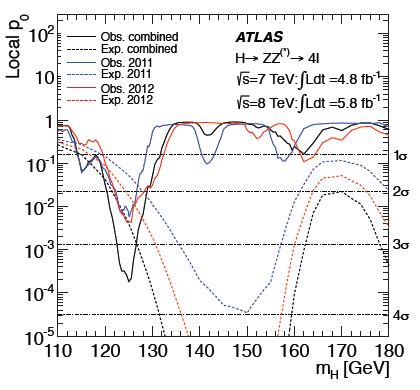 Local p0
10²
10
1
10⁻¹
10⁻²
10⁻³
10⁻⁴
10⁻⁵
Obs. combined
Exp. combined
Obs. 2011
Exp. 2011
Obs. 2012
Exp. 2012
ATLAS
H→ ZZ(*)→ 4l
√s=7 TeV:∫Ldt =4.8 fb⁻¹
√s=8 TeV:∫Ldt =5.8 fb⁻¹
1σ
2σ
3σ
4σ
110 120 130 140 150 160 170 180
mH [GeV]